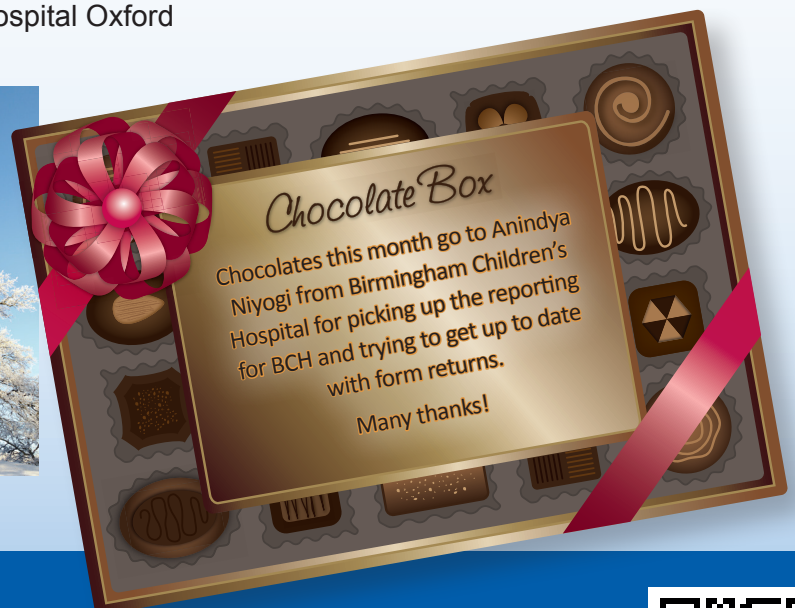 ospital Oxford
Chocolate Box
Chocolates this month go to Anindya
Niyogi from Birmingham Children's
Hospital for picking up the reporting
for BCH and trying to get up to date
with form returns.
Many thanks!